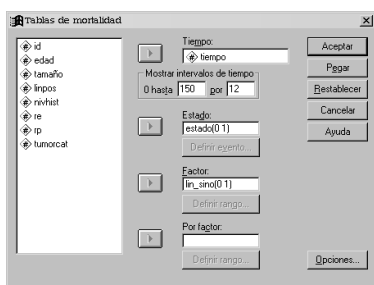 Tablas de mortalidad
id
edad
tamaño
linpos
nivhist
re
rp
tumorcat
Tiempo:
tiempo
Mostrar intervalos de tiempo
0 hasta 150 por 12
Estado:
estado(0 1)
Definir evento...
Factor:
lin_sino(0 1)
Definir rango...
Por factor:
Definir rango...
Aceptar
Pegar
Restablecer
Cancelar
Ayuda
Opciones...